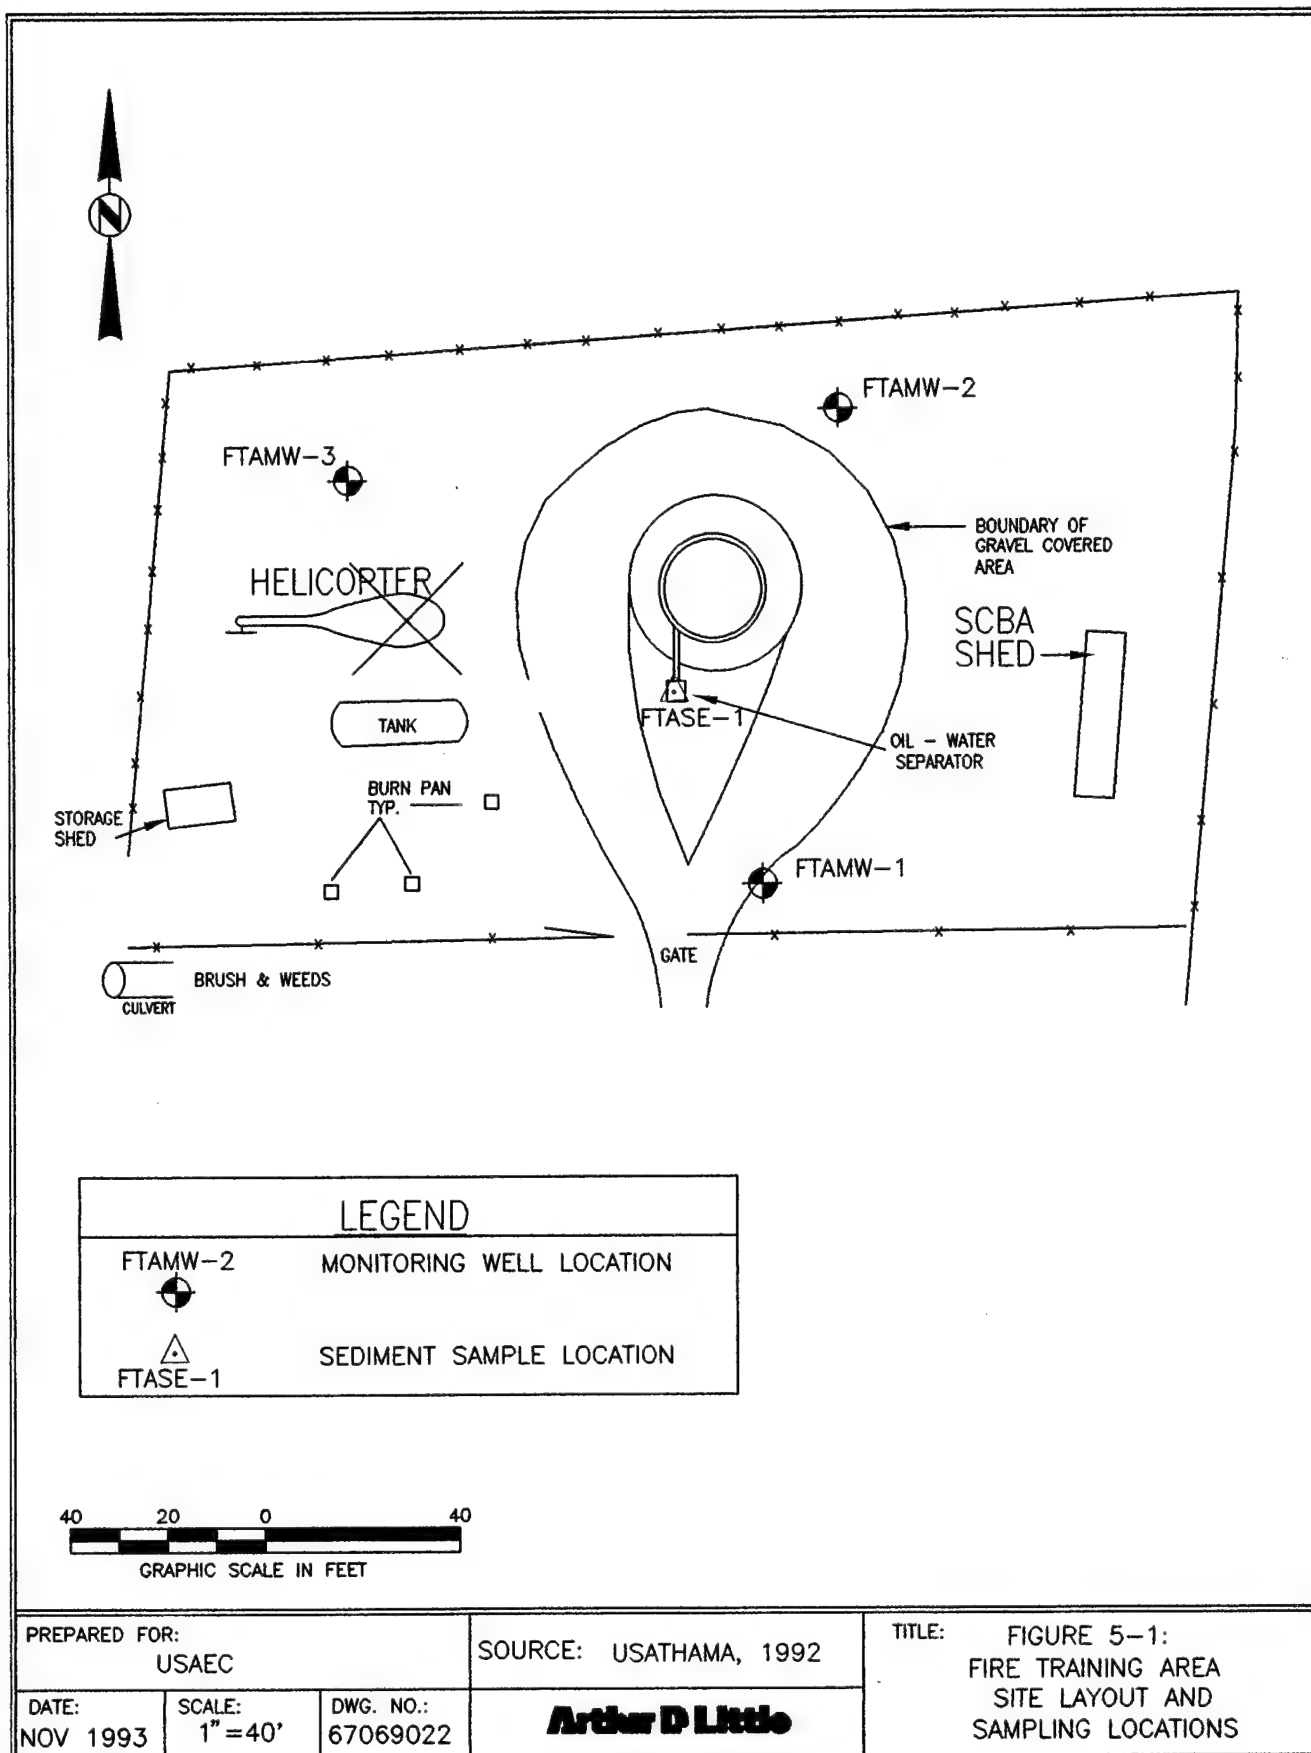 N
FTAMW-2
FTAMW-3
BOUNDARY OF
GRAVEL COVERED
AREA
HELICOPTER
SCBA
SHED
FTASE-1
TANK
OIL - WATER
SEPARATOR
BURN PAN
TYP.
STORAGE
SHED
FTAMW-1
GATE
BRUSH & WEEDS
CULVERT
LEGEND
FTAMW-2
MONITORING WELL LOCATION
SEDIMENT SAMPLE LOCATION
FTASE-1
40 20 0 40
GRAPHIC SCALE IN FEET
PREPARED FOR:
USAEC
SOURCE: USATHAMA, 1992
TITLE: FIGURE 5-1:
FIRE TRAINING AREA
SITE LAYOUT AND
SAMPLING LOCATIONS
DATE:
NOV 1993
SCALE:
1"=40'
DWG. NO.:
67069022
Arthur D Little